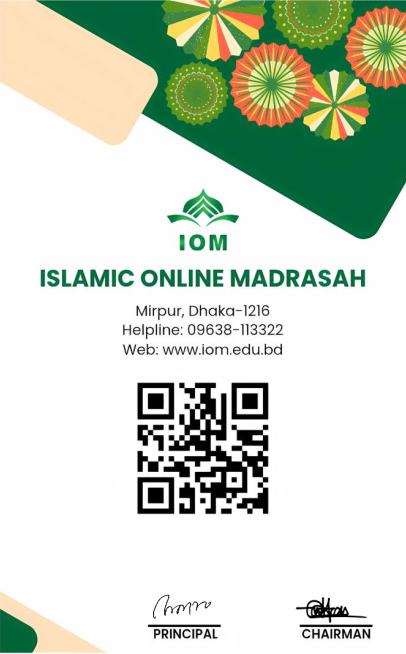 IOM
ISLAMIC ONLINE MADRASAH
Mirpur, Dhaka-1216
Helpline: 09638-113322
Web: www.iom.edu.bd
PRINCIPAL
CHAIRMAN